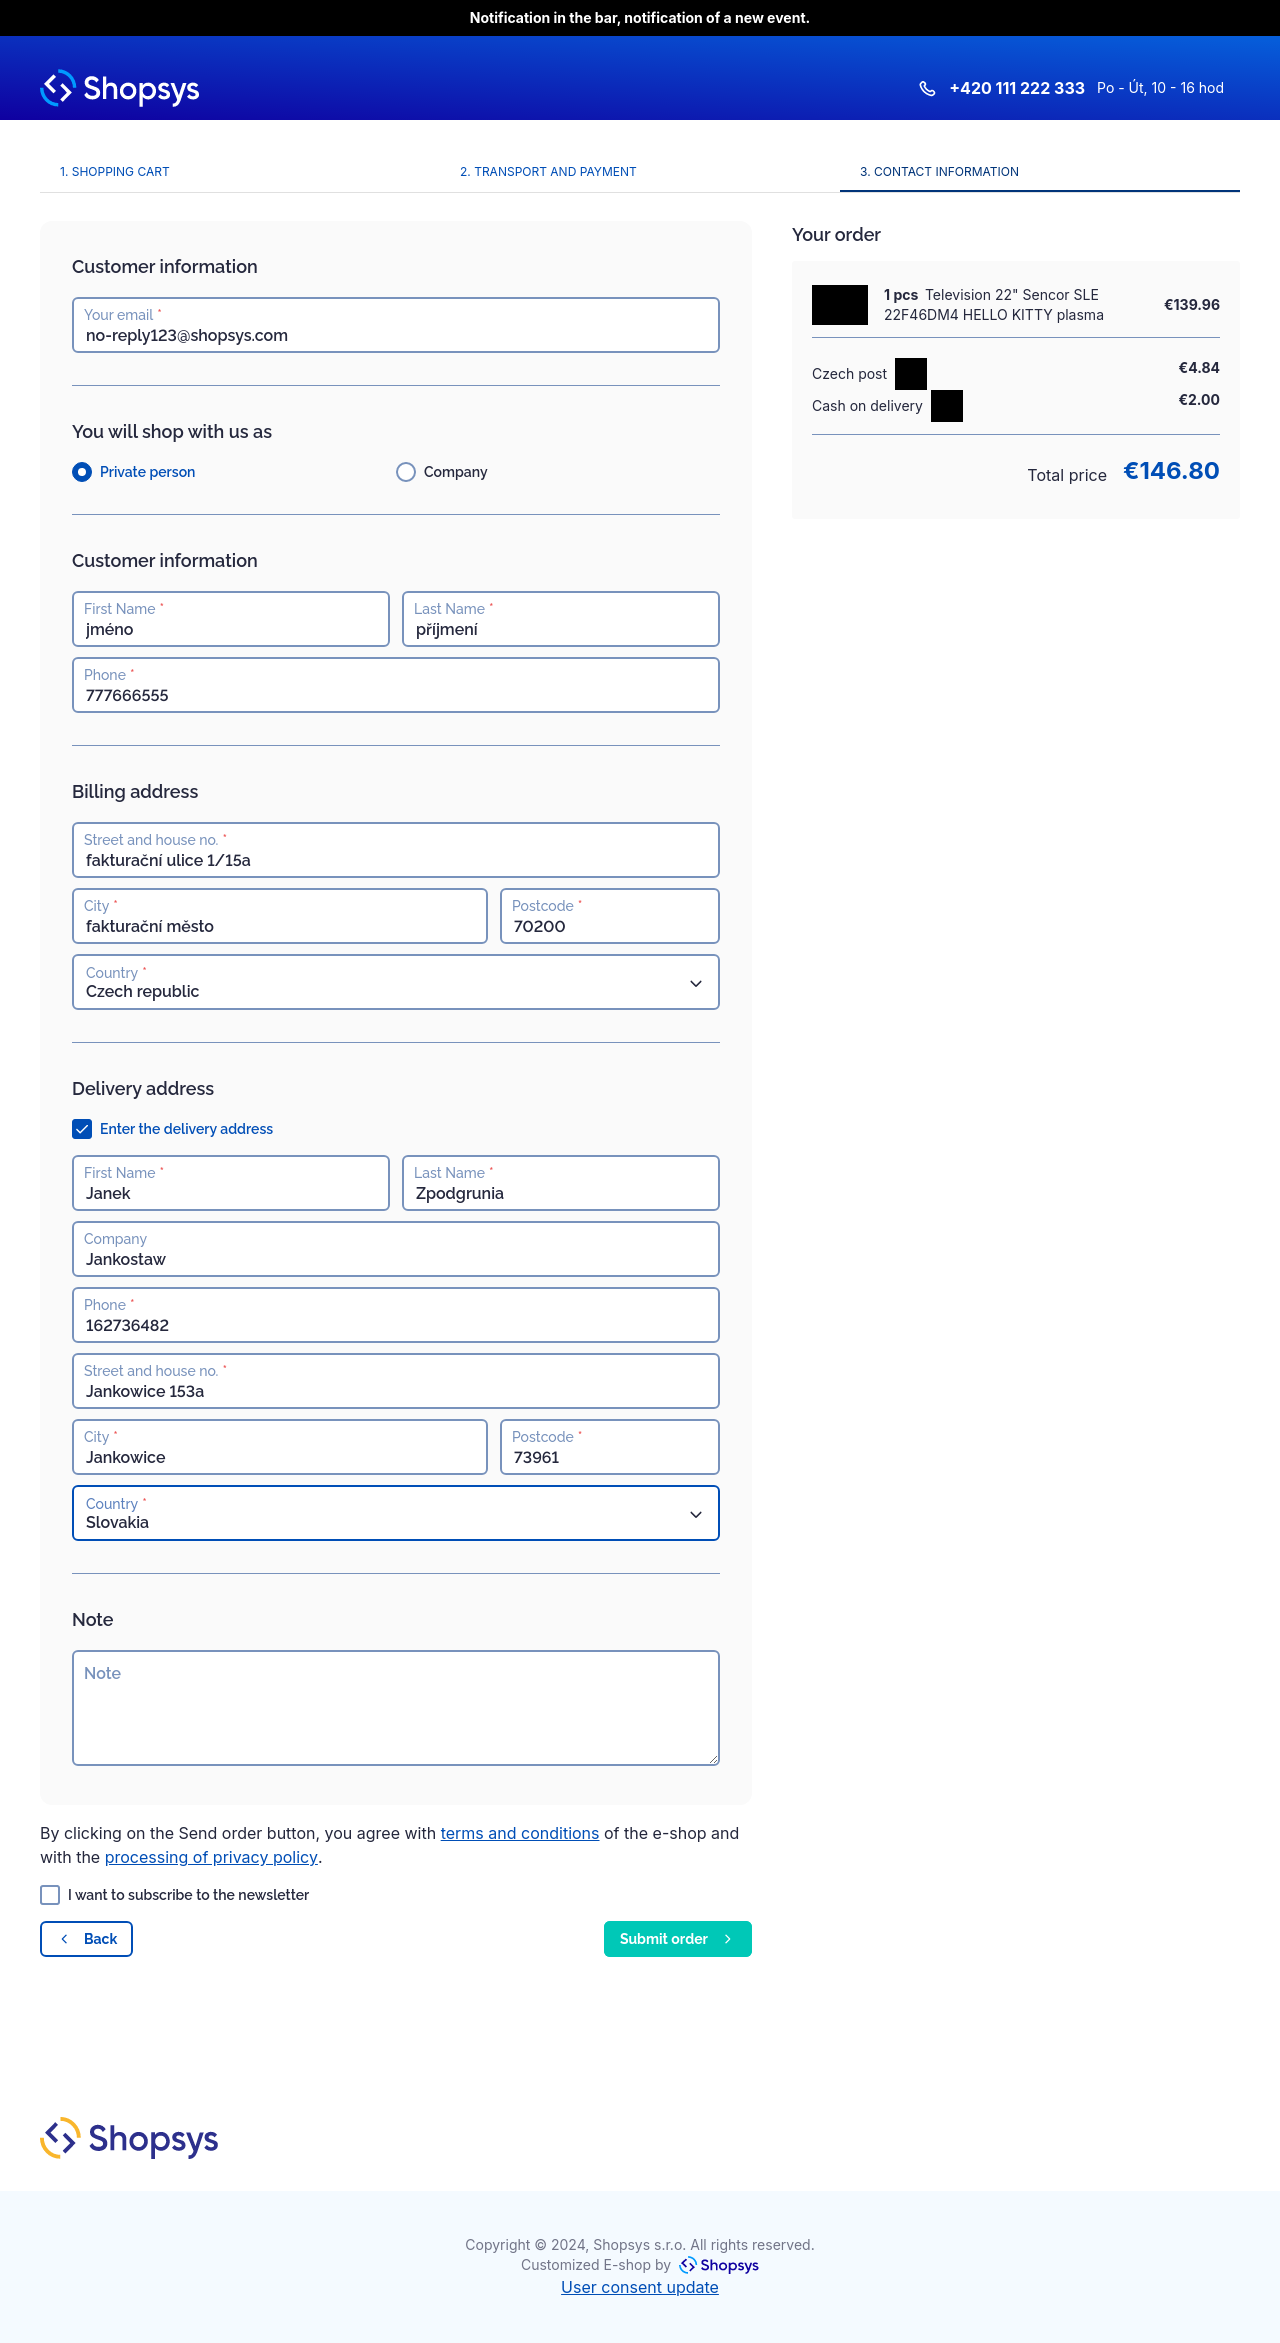 Notification in the bar, notification of a new event.
Shopsys
+420 111 222 333 Po - Út, 10 - 16 hod
1. SHOPPING CART
2. TRANSPORT AND PAYMENT
3. CONTACT INFORMATION
Customer information
Your email *
no-reply123@shopsys.com
You will shop with us as
Private person
Company
Customer information
First Name *
jméno
Last Name *
příjmení
Phone *
777666555
Billing address
Street and house no. *
fakturační ulice 1/15a
City *
fakturační město
Postcode *
70200
Country *
Czech republic
Delivery address
Enter the delivery address
First Name *
Janek
Last Name *
Zpodgrunia
Company
Jankostaw
Phone *
162736482
Street and house no. *
Jankowice 153a
City *
Jankowice
Postcode *
73961
Country *
Slovakia
Note
Note
By clicking on the Send order button, you agree with terms and conditions of the e-shop and
with the processing of privacy policy.
I want to subscribe to the newsletter
Back
Submit order
Your order
1 pcs Television 22" Sencor SLE
22F46DM4 HELLO KITTY plasma
€139.96
Czech post
€4.84
Cash on delivery
€2.00
Total price €146.80
Shopsys
Copyright © 2024, Shopsys s.r.o. All rights reserved.
Customized E-shop by Shopsys
User consent update